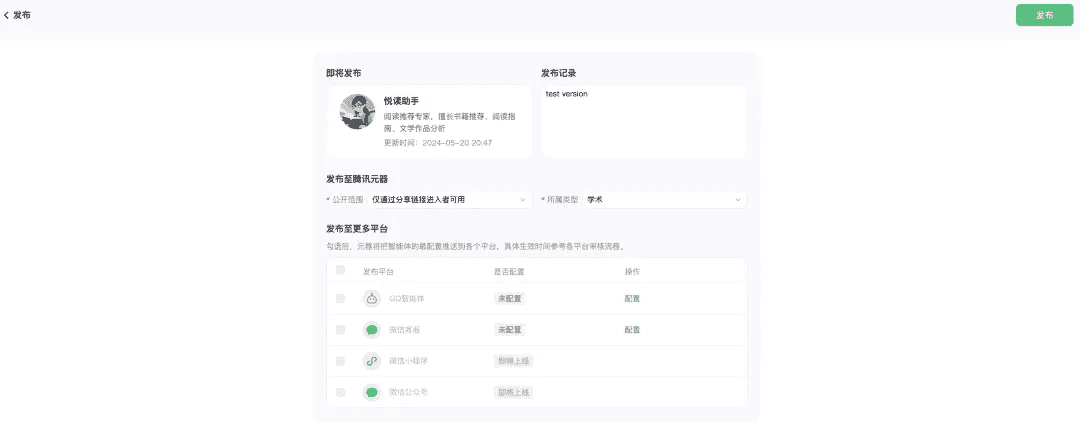 发布
发布
即将发布
发布记录
悦读助手
阅读推荐专家，擅长书籍推荐、阅读指
南、文学作品分析
更新时间：2024-05-20 20:47
test version
发布至腾讯元器
* 公开范围 仅通过分享链接进入者可用
* 所属类型 学术
发布至更多平台
勾选后，元器将把智能体的最配置推送到各个平台，具体生效时间参考各平台审核流程。
发布平台 是否配置 操作
QQ智能体 未配置 配置
微信客服 未配置 配置
微信小程序 即将上线
微信公众号 即将上线